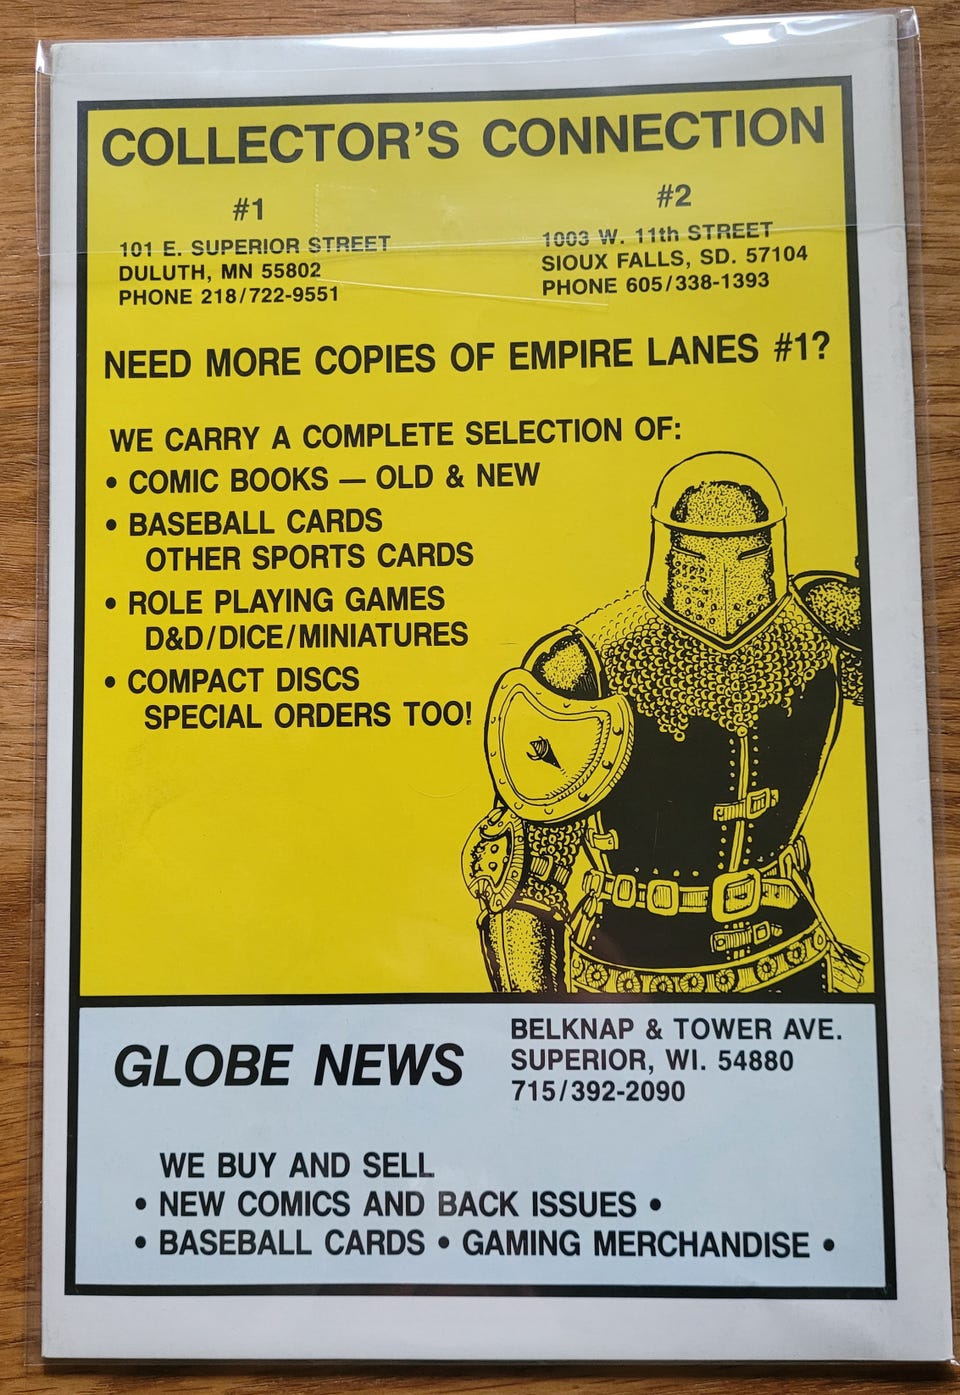 COLLECTOR'S CONNECTION
#1
101 E. SUPERIOR STREET
DULUTH, MN 55802
PHONE 218/722-9551
#2
1003 W. 11th STREET
SIOUX FALLS, SD. 57104
PHONE 605/338-1393
NEED MORE COPIES OF EMPIRE LANES #1?
WE CARRY A COMPLETE SELECTION OF:
• COMIC BOOKS — OLD & NEW
• BASEBALL CARDS
OTHER SPORTS CARDS
• ROLE PLAYING GAMES
D&D/DICE/MINIATURES
• COMPACT DISCS
SPECIAL ORDERS TOO!
GLOBE NEWS
BELKNAP & TOWER AVE.
SUPERIOR, WI. 54880
715/392-2090
WE BUY AND SELL
• NEW COMICS AND BACK ISSUES •
• BASEBALL CARDS • GAMING MERCHANDISE •